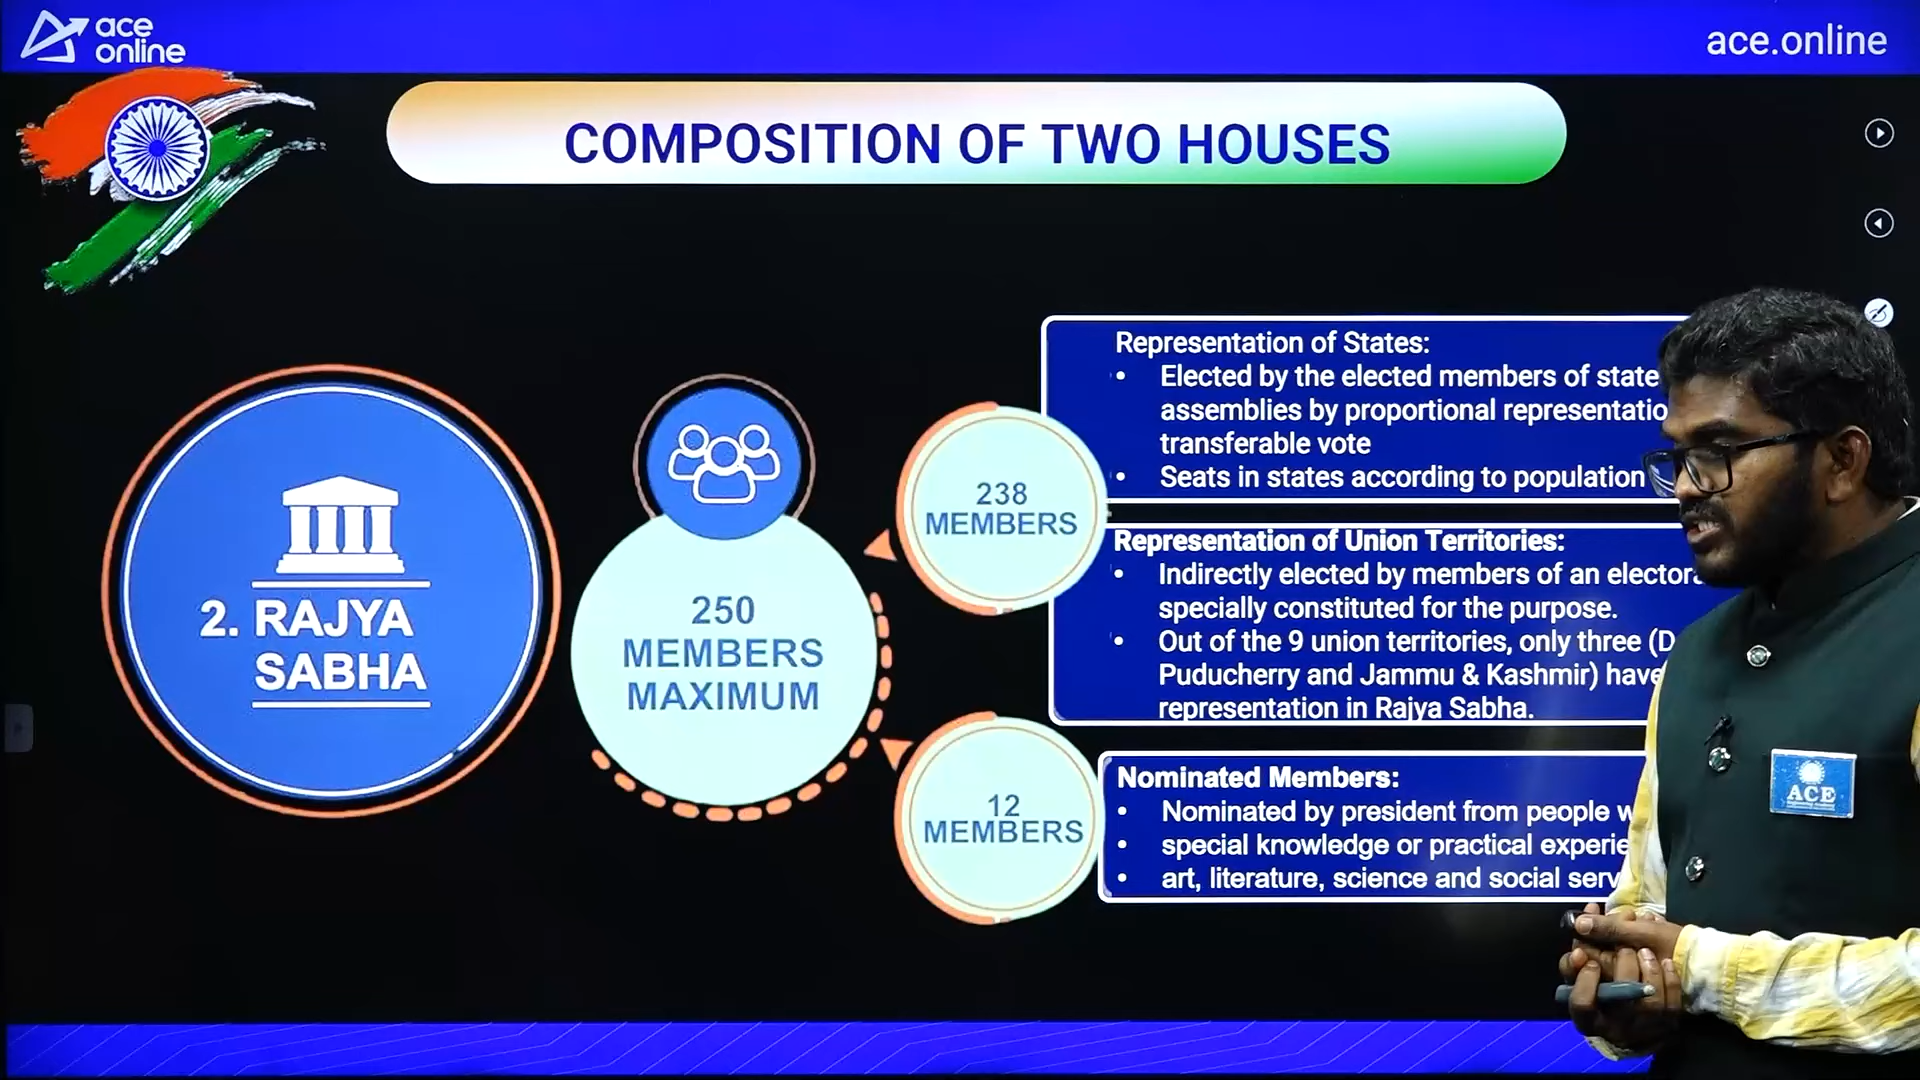 ace
online
ace.online
COMPOSITION OF TWO HOUSES
2. RAJYA
SABHA
250
MEMBERS
MAXIMUM
238
MEMBERS
12
MEMBERS
Representation of States:
• Elected by the elected members of state
assemblies by proportional representatio
transferable vote
• Seats in states according to population
Representation of Union Territories:
• Indirectly elected by members of an electora
specially constituted for the purpose.
• Out of the 9 union territories, only three (D
Puducherry and Jammu & Kashmir) have
representation in Rajya Sabha.
Nominated Members:
• Nominated by president from people w
• special knowledge or practical experie
• art, literature, science and social serv
ACE